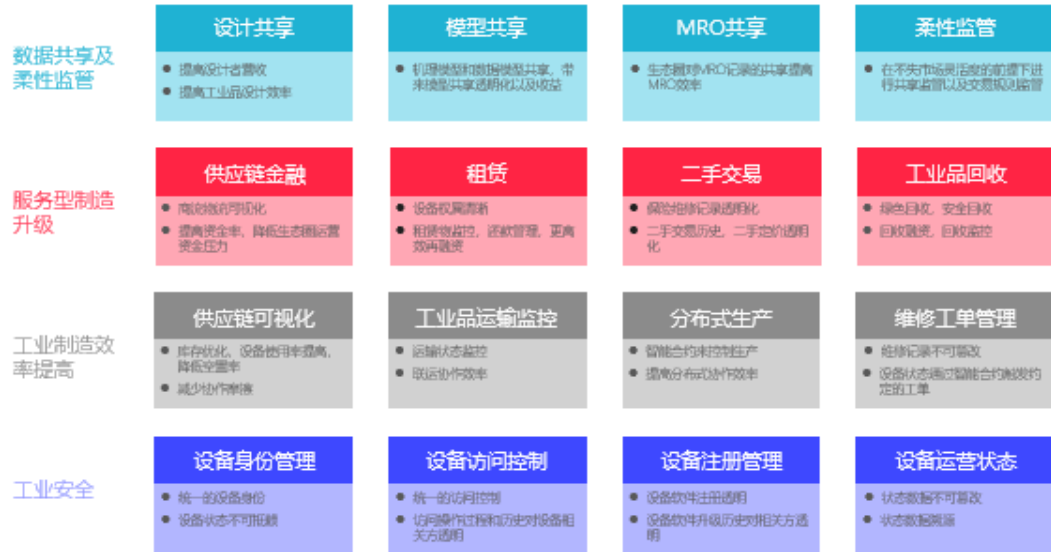 数据共享及
柔性监管
设计共享
● 提高设计者营收
● 提高工业品设计效率
模型共享
● 机理模型和数据模型共享，带
来模型共享透明化以及收益
MRO共享
● 生态圈对MRO记录的共享提高
MRO效率
柔性监管
● 在不失市场灵活度的前提下进
行共享监管以及交易规则监管
服务型制造
升级
供应链金融
● 商流物流可视化
● 提高资金率、降低生态圈运营
资金压力
租赁
● 设备权属清晰
● 租赁物监控，还款管理，更高
效再融资
二手交易
● 保险维修记录透明化
● 二手交易历史，二手定价透明
化
工业品回收
● 绿色回收，安全回收
● 回收融资，回收监控
工业制造效
率提高
供应链可视化
● 库存优化、设备使用率提高，
降低空置率
● 减少协作摩擦
工业品运输监控
● 运输状态监控
● 联运协作效率
分布式生产
● 智能合约来控制生产
● 提高分布式协作效率
维修工单管理
● 维修记录不可篡改
● 设备状态通过智能合约触发约
定的工单
工业安全
设备身份管理
● 统一的设备身份
● 设备状态不可抵赖
设备访问控制
● 统一的访问控制
● 访问操作过程和历史对设备相
关方透明
设备注册管理
● 设备软件注册透明
● 设备软件升级历史对相关方透
明
设备运营状态
● 状态数据不可篡改
● 状态数据溯源